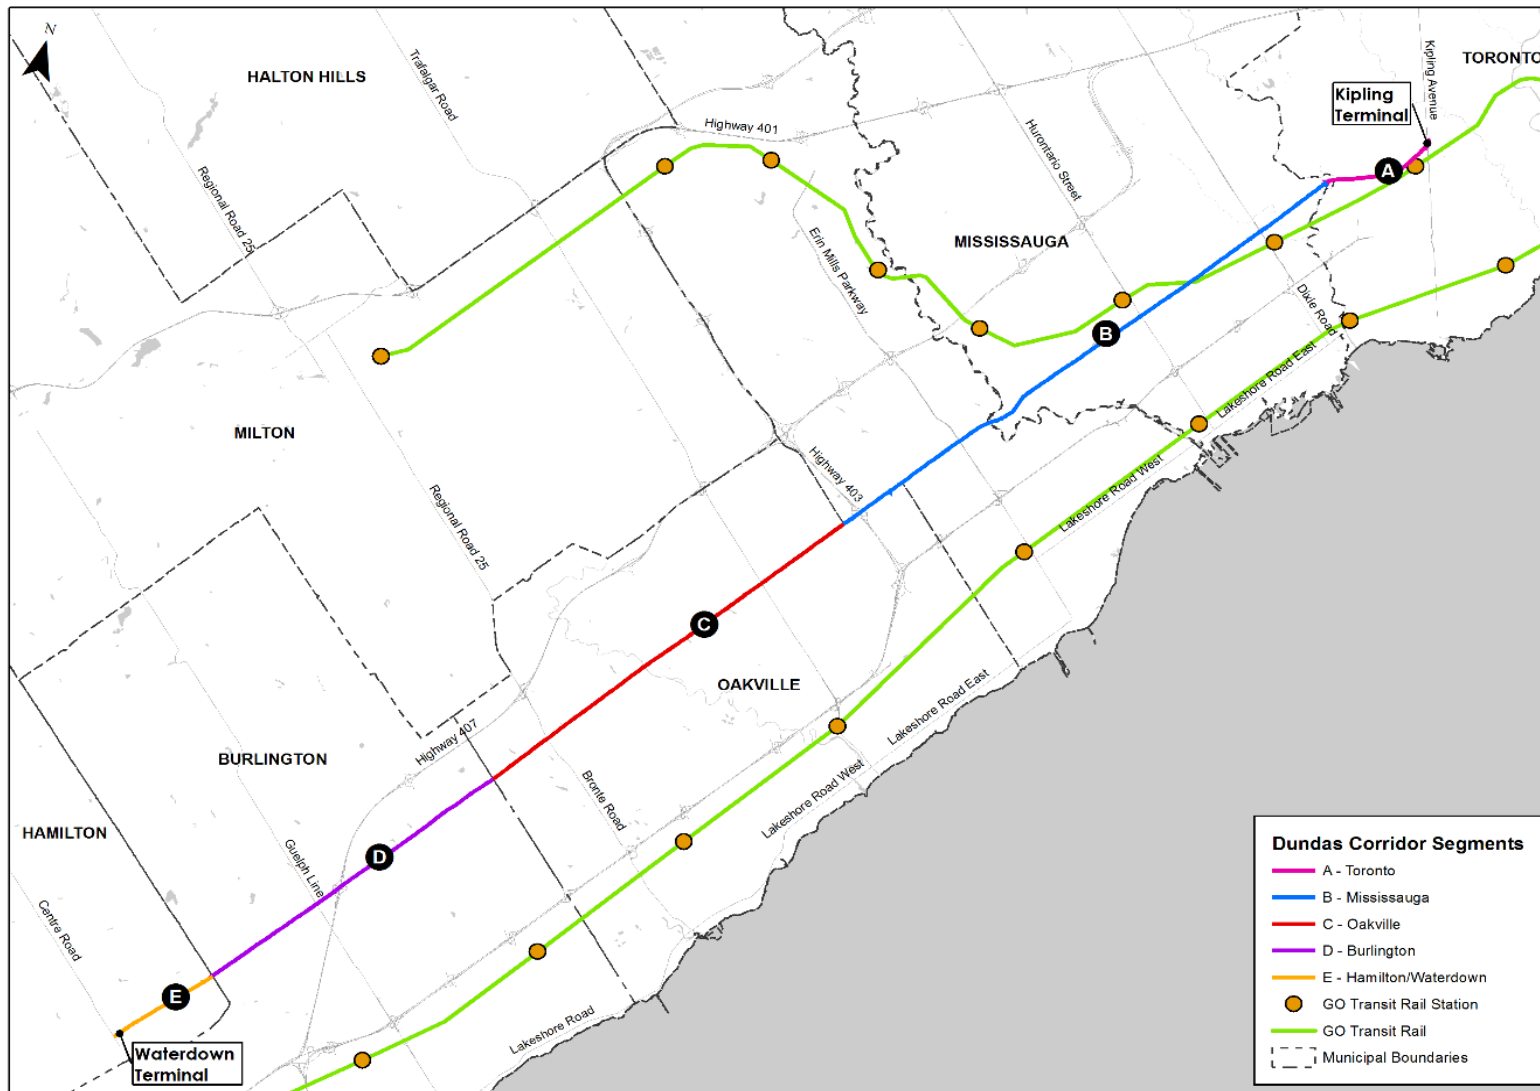 N
HALTON HILLS
Trafalgar Road
Highway 401
Kipling Avenue
TORONTO
Kipling
Terminal
A
Hurontario Street
Regional Road 25
Erin Mills Parkway
MISSISSAUGA
B
Dixie Road
Lakeshore Road East
MILTON
Highway 403
Lakeshore Road West
Regional Road 25
C
OAKVILLE
Lakeshore Road East
Highway 407
BURLINGTON
Bronte Road
Lakeshore Road West
HAMILTON
D
Guelph Line
Centre Road
E
Lakeshore Road
Waterdown
Terminal
Dundas Corridor Segments
A - Toronto
B - Mississauga
C - Oakville
D - Burlington
E - Hamilton/Waterdown
GO Transit Rail Station
GO Transit Rail
Municipal Boundaries